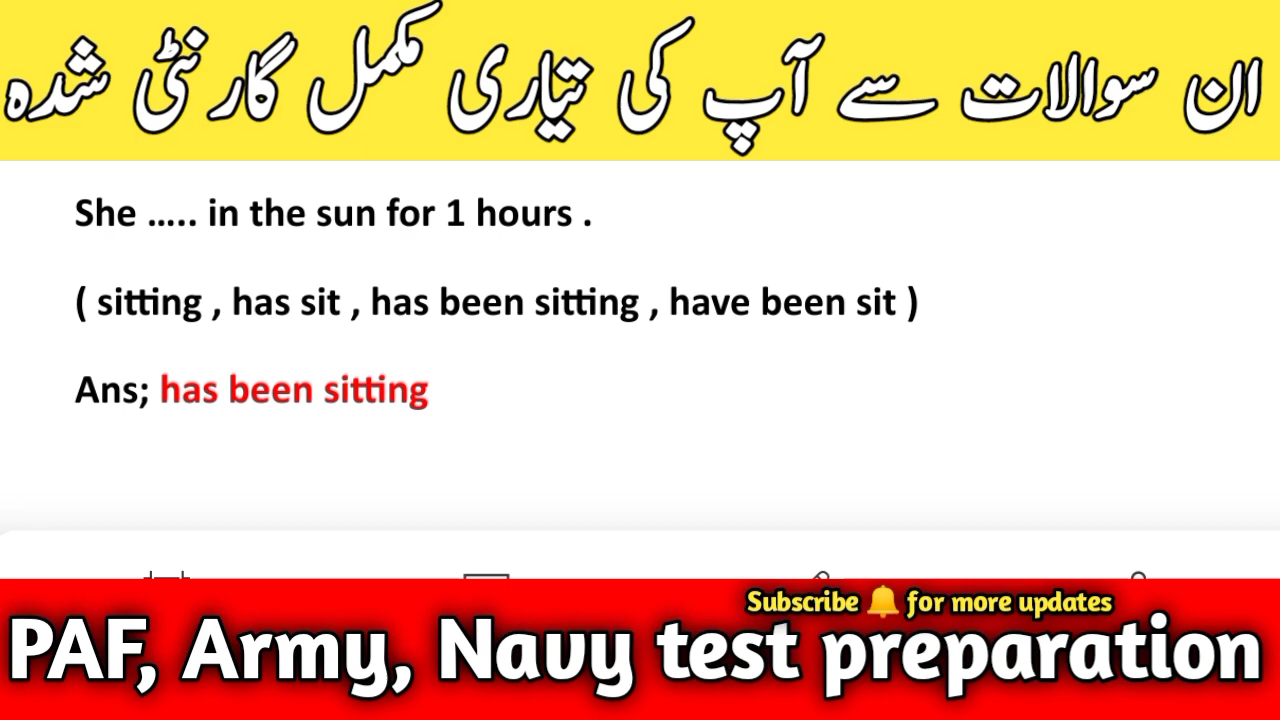 ان سوالات سے آپ کی تیاری مکمل گارنٹی شدہ
She ..... in the sun for 1 hours .
( sitting , has sit , has been sitting , have been sit )
Ans; has been sitting
Subscribe 🔔 for more updates
PAF, Army, Navy test preparation